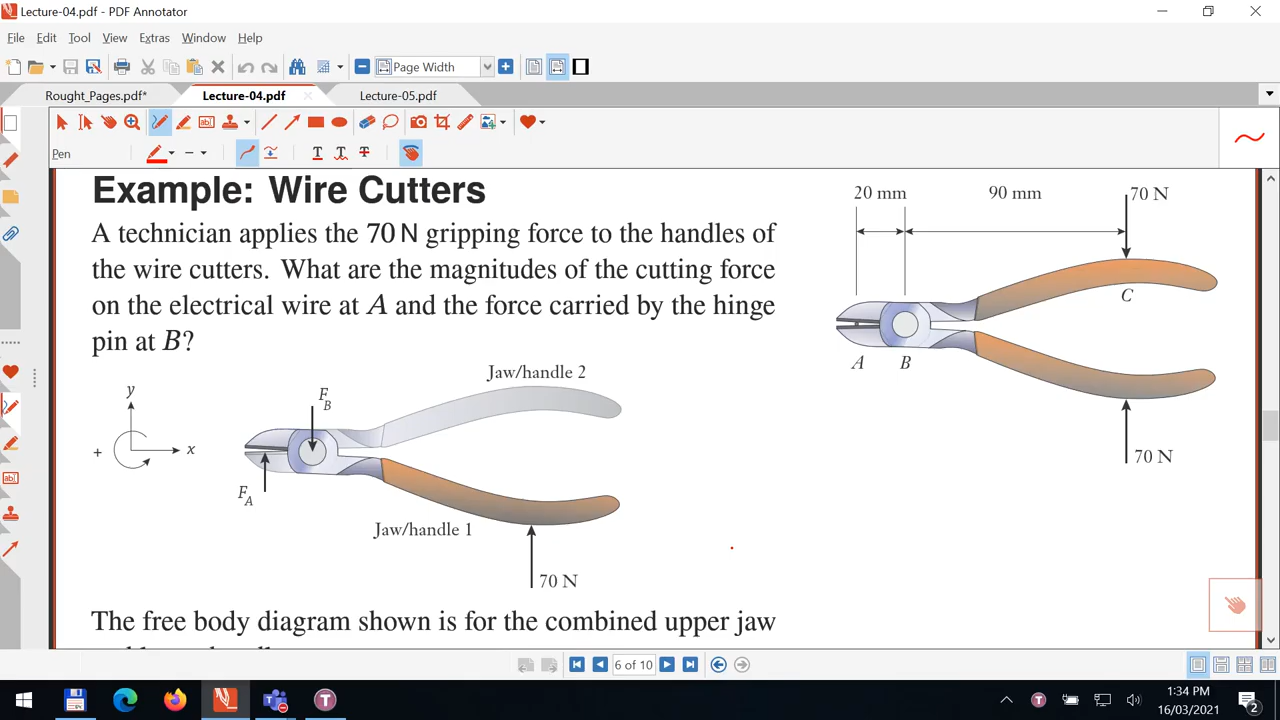 Lecture-04.pdf - PDF Annotator
File Edit Tool View Extras Window Help
Page Width
Rought_Pages.pdf* Lecture-04.pdf Lecture-05.pdf
Pen T T T
Example: Wire Cutters
A technician applies the 70 N gripping force to the handles of
the wire cutters. What are the magnitudes of the cutting force
on the electrical wire at A and the force carried by the hinge
pin at B?
20 mm 90 mm 70 N
C
A B
70 N
Jaw/handle 2
y
F_B
+ x
F_A
Jaw/handle 1
70 N
The free body diagram shown is for the combined upper jaw
6 of 10
1:34 PM
16/03/2021
2